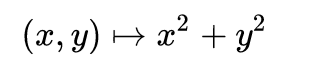 (x, y) ↦ x² + y²